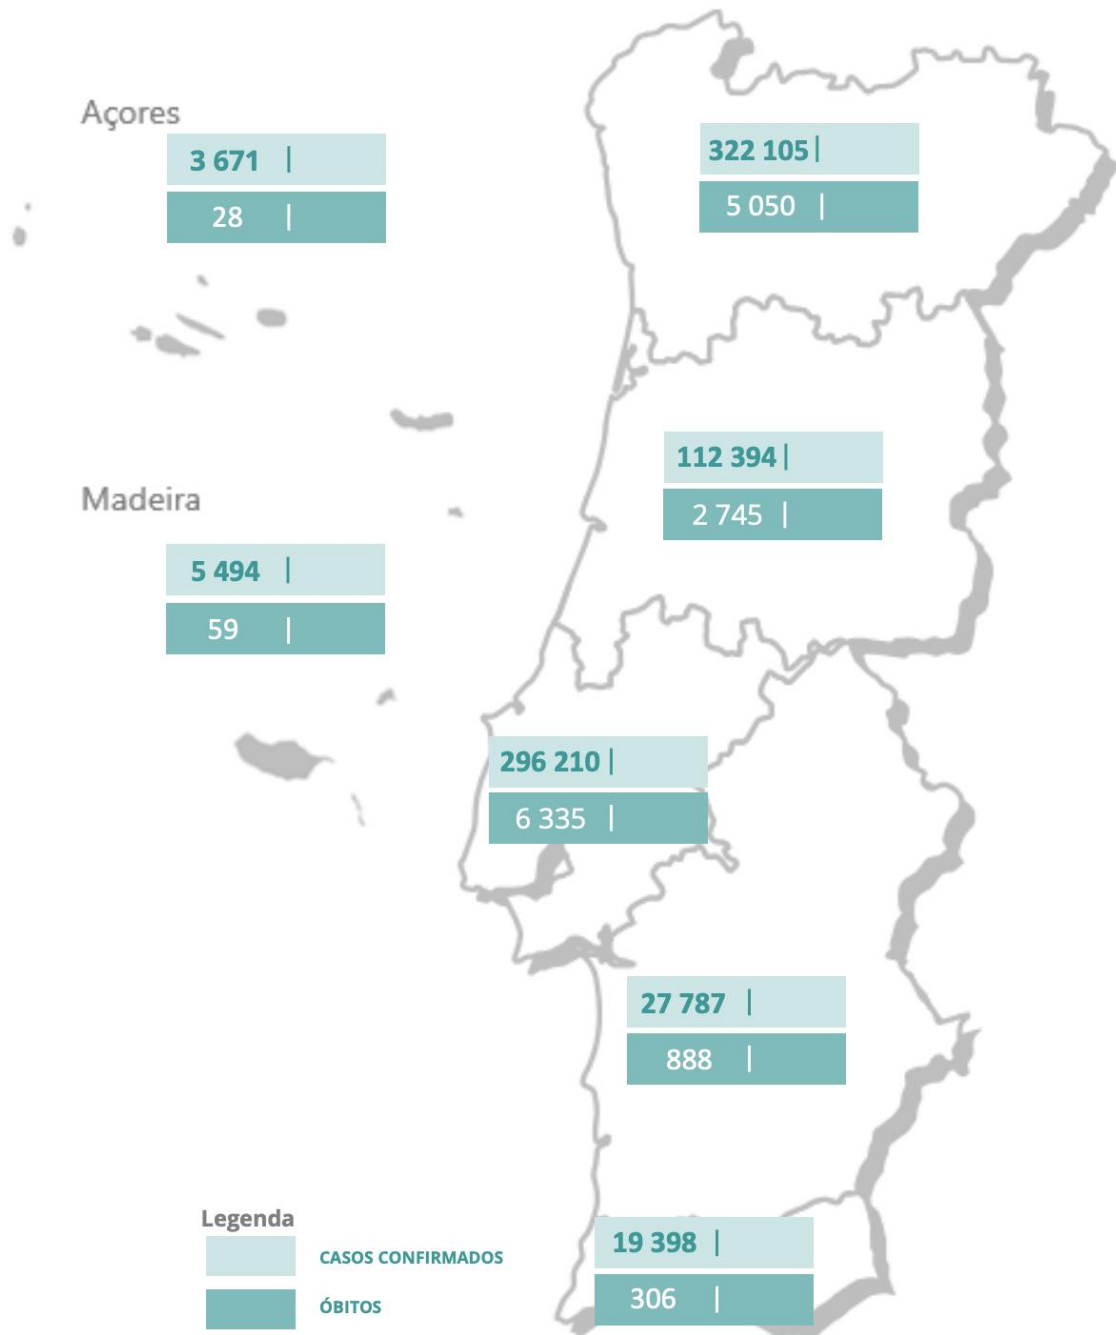 Açores
3 671 |
28 |
322 105|
5 050 |
112 394|
2 745 |
Madeira
5 494 |
59 |
296 210|
6 335 |
27 787 |
888 |
19 398 |
306 |
Legenda
CASOS CONFIRMADOS
ÓBITOS